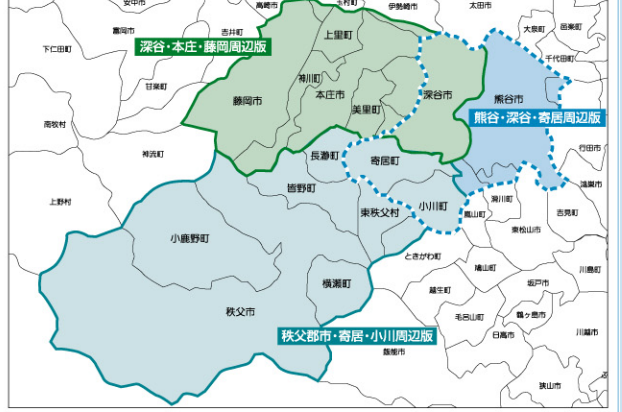 安中市
高崎市
玉村町
伊勢崎市
太田市
富岡市
吉井町
大泉町
邑楽町
下仁田町
深谷・本庄・藤岡周辺版
上里町
千代田町
甘楽町
神川町
本庄市
深谷市
熊谷市
藤岡市
美里町
熊谷・深谷・寄居周辺版
南牧村
神流町
長瀞町
寄居町
行田市
皆野町
鴻巣市
上野村
東秩父村
小川町
滑川町
嵐山町
吉見町
東松山市
小鹿野町
ときがわ町
鳩山町
川島町
横瀬町
越生町
坂戸市
秩父市
毛呂山町
鶴ヶ島市
秩父郡市・寄居・小川周辺版
日高市
川越市
飯能市
狭山市